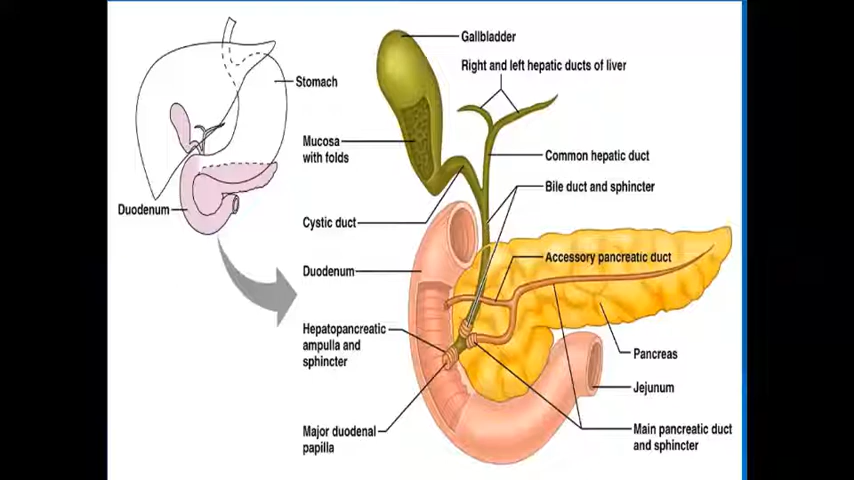 Gallbladder
Right and left hepatic ducts of liver
Stomach
Mucosa
with folds
Common hepatic duct
Bile duct and sphincter
Duodenum
Cystic duct
Accessory pancreatic duct
Duodenum
Hepatopancreatic
ampulla and
sphincter
Pancreas
Jejunum
Major duodenal
papilla
Main pancreatic duct
and sphincter